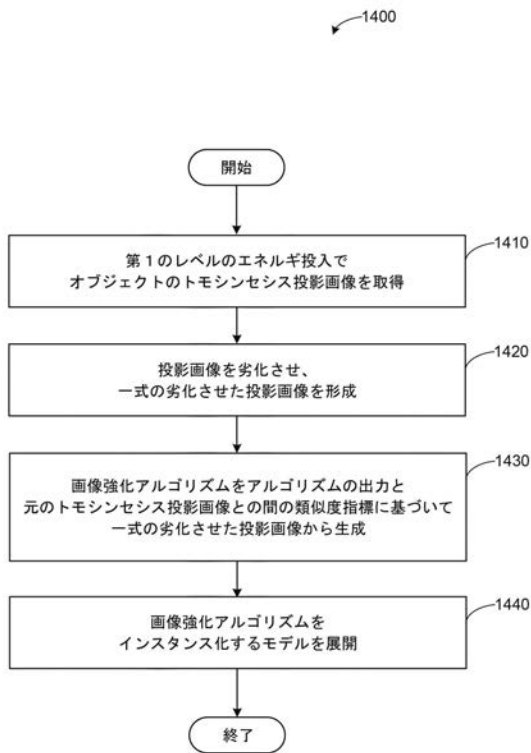 1400
開始
第１のレベルのエネルギ投入で
オブジェクトのトモシンセシス投影画像を取得
1410
投影画像を劣化させ、
一式の劣化させた投影画像を形成
1420
画像強化アルゴリズムをアルゴリズムの出力と
元のトモシンセシス投影画像との間の類似度指標に基づいて
一式の劣化させた投影画像から生成
1430
画像強化アルゴリズムを
インスタンス化するモデルを展開
1440
終了